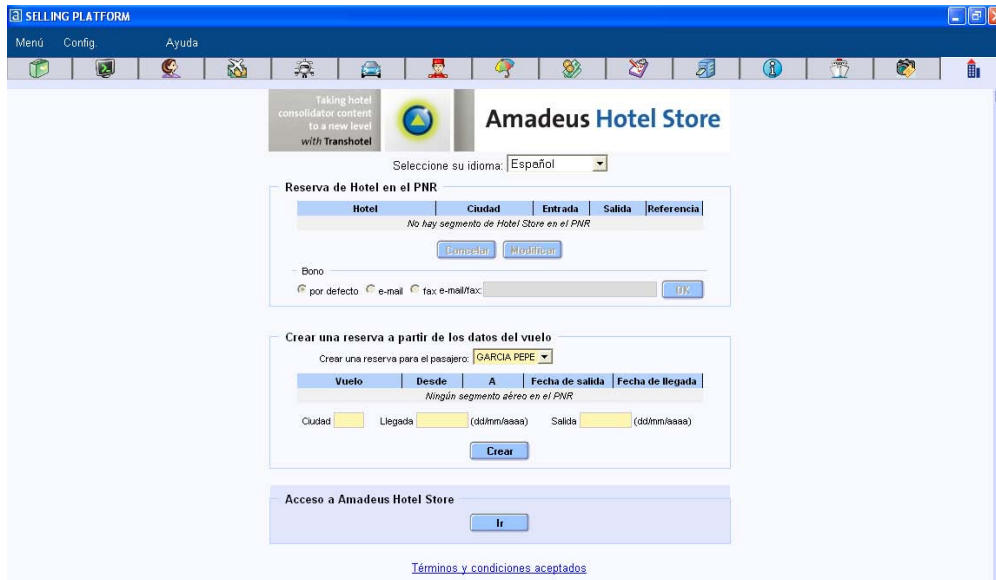 a SELLING PLATFORM
Menú Config. Ayuda
Taking hotel
consolidator content
to a new level
with Transhotel
Amadeus Hotel Store
Seleccione su idioma: Español
Reserva de Hotel en el PNR
Hotel Ciudad Entrada Salida Referencia
No hay segmento de Hotel Store en el PNR
Cancelar Modificar
Bono
por defecto e-mail fax e-mail/fax: OK
Crear una reserva a partir de los datos del vuelo
Crear una reserva para el pasajero: GARCIA PEPE
Vuelo Desde A Fecha de salida Fecha de llegada
Ningún segmento aéreo en el PNR
Ciudad Llegada (dd/mm/aaaa) Salida (dd/mm/aaaa)
Crear
Acceso a Amadeus Hotel Store
Ir
Términos y condiciones aceptados